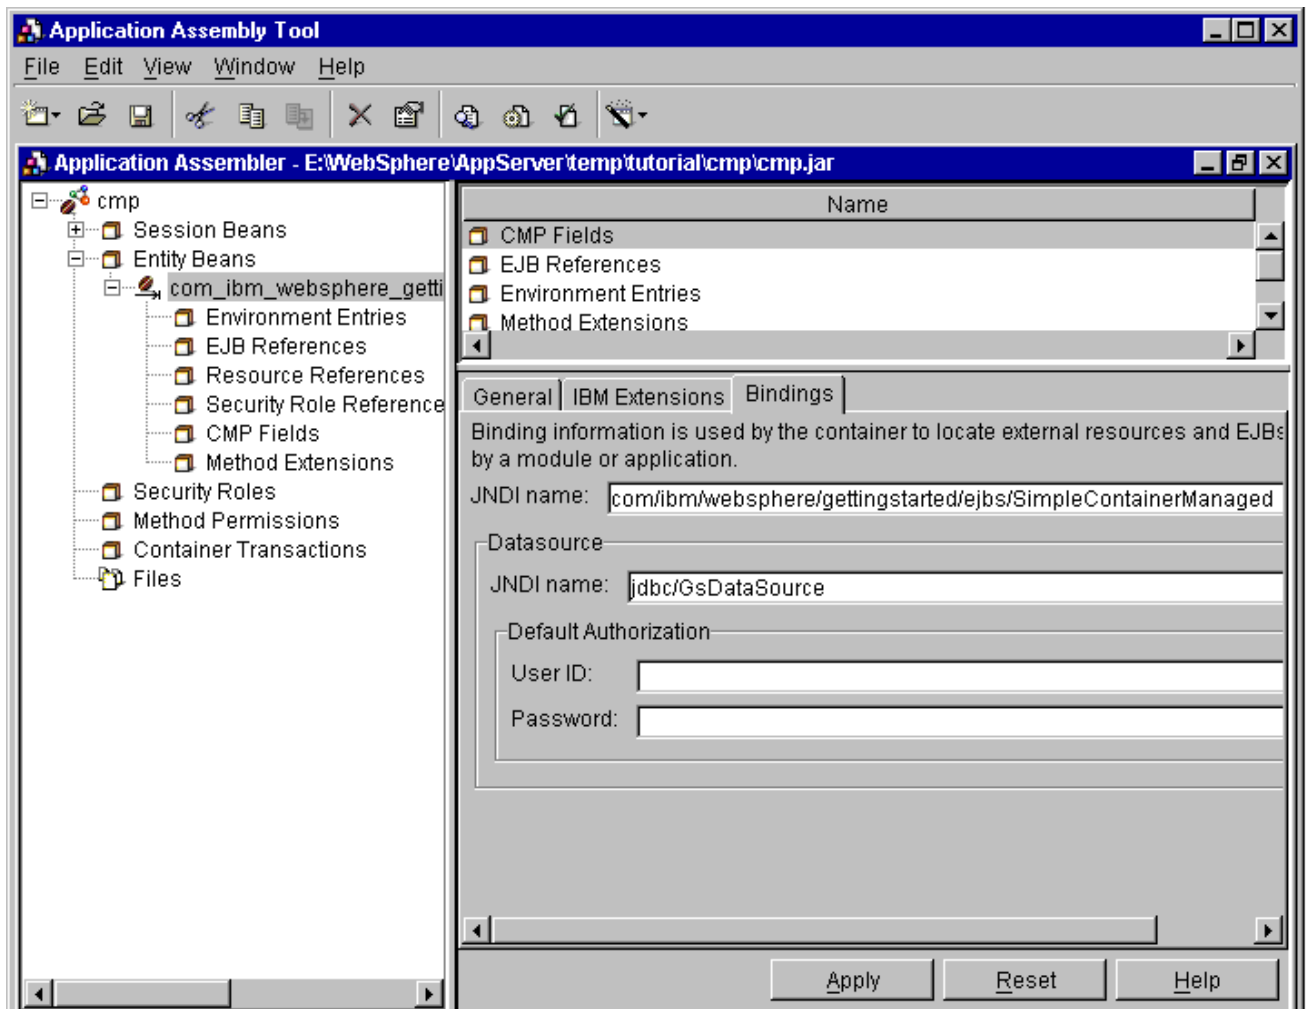 Application Assembly Tool
File Edit View Window Help
Application Assembler - E:\WebSphere\AppServer\temp\tutorial\cmp\cmp.jar
cmp
Session Beans
Entity Beans
com_ibm_websphere_getti
Environment Entries
EJB References
Resource References
Security Role Reference
CMP Fields
Method Extensions
Security Roles
Method Permissions
Container Transactions
Files
Name
CMP Fields
EJB References
Environment Entries
Method Extensions
General IBM Extensions Bindings
Binding information is used by the container to locate external resources and EJBs
by a module or application.
JNDI name: com/ibm/websphere/gettingstarted/ejbs/SimpleContainerManaged
Datasource
JNDI name: jdbc/GsDataSource
Default Authorization
User ID:
Password:
Apply Reset Help